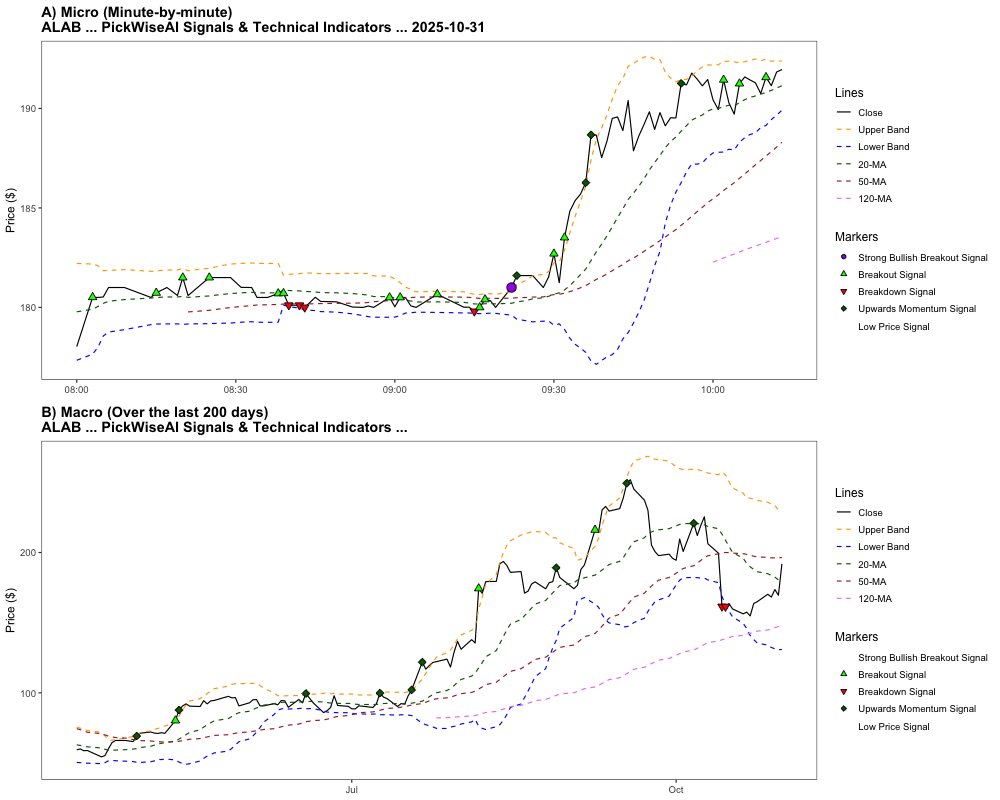 A) Micro (Minute-by-minute)
ALAB ... PickWiseAI Signals & Technical Indicators ... 2025-10-31
Price ($)
190
185
180
08:00
08:30
09:00
09:30
10:00
Lines
Close
Upper Band
Lower Band
20-MA
50-MA
120-MA
Markers
Strong Bullish Breakout Signal
Breakout Signal
Breakdown Signal
Upwards Momentum Signal
Low Price Signal
B) Macro (Over the last 200 days)
ALAB ... PickWiseAI Signals & Technical Indicators ...
Price ($)
200
100
Jul
Oct
Lines
Close
Upper Band
Lower Band
20-MA
50-MA
120-MA
Markers
Strong Bullish Breakout Signal
Breakout Signal
Breakdown Signal
Upwards Momentum Signal
Low Price Signal